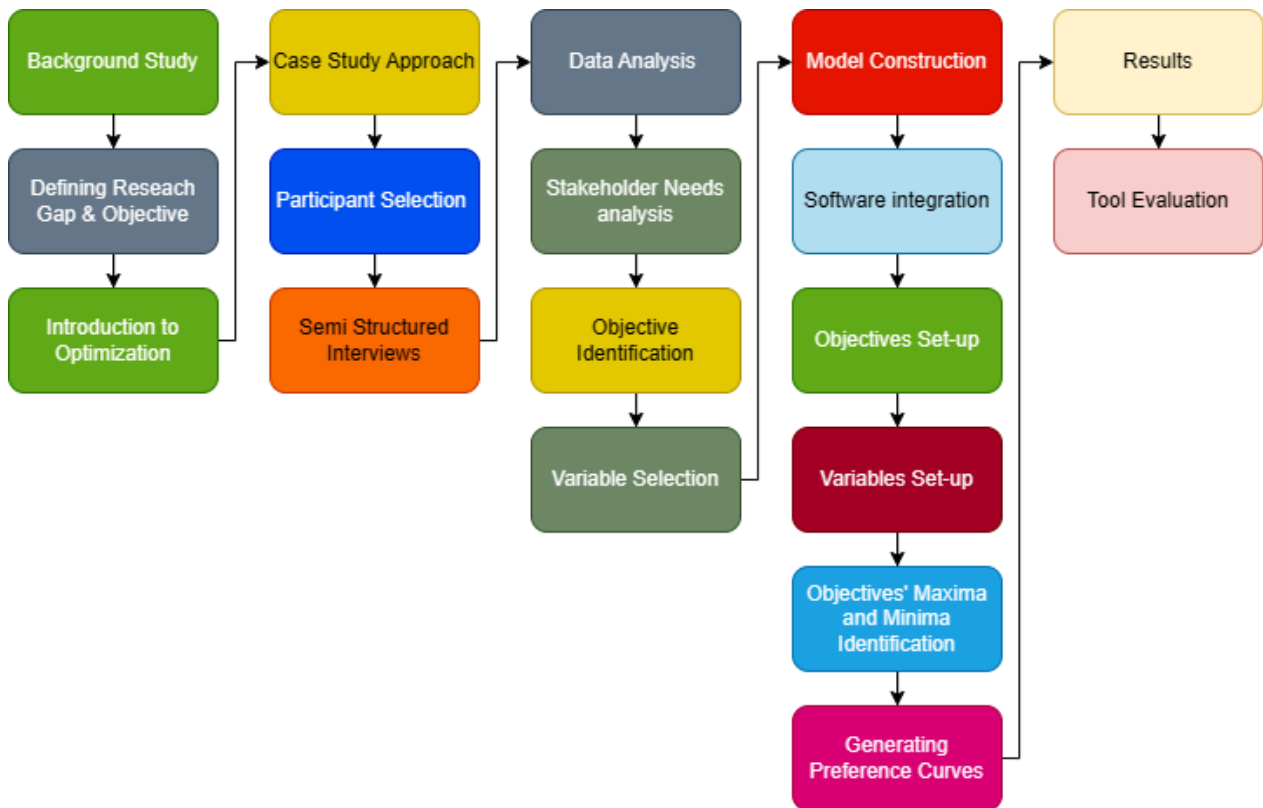 Background Study
Defining Reseach
Gap & Objective
Introduction to
Optimization
Case Study Approach
Participant Selection
Semi Structured
Interviews
Data Analysis
Stakeholder Needs
analysis
Objective
Identification
Variable Selection
Model Construction
Software integration
Objectives Set-up
Variables Set-up
Objectives' Maxima
and Minima
Identification
Generating
Preference Curves
Results
Tool Evaluation